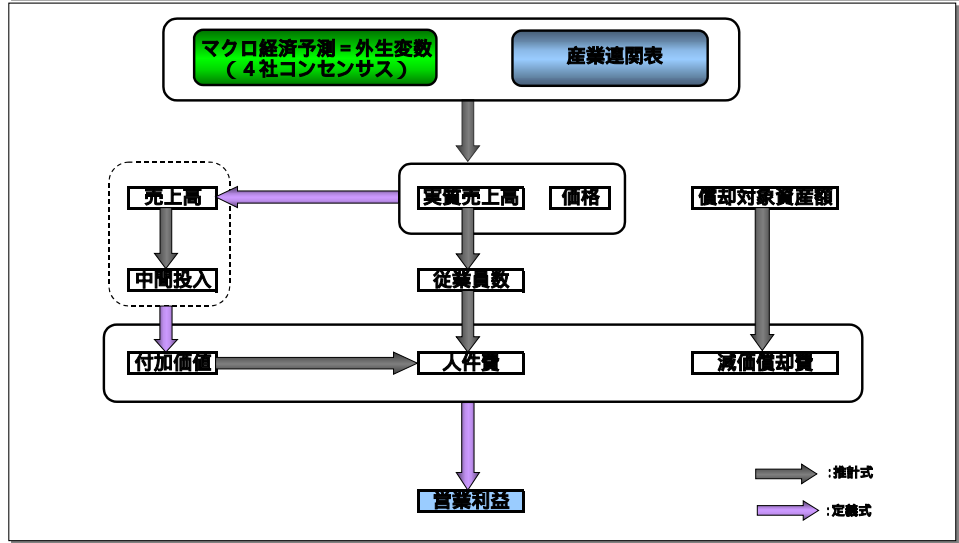 マクロ経済予測＝外生変数
（４社コンセンサス）
産業連関表
売上高
実質売上高
価格
償却対象資産額
中間投入
従業員数
付加価値
人件費
減価償却費
営業利益
：推計式
：定義式